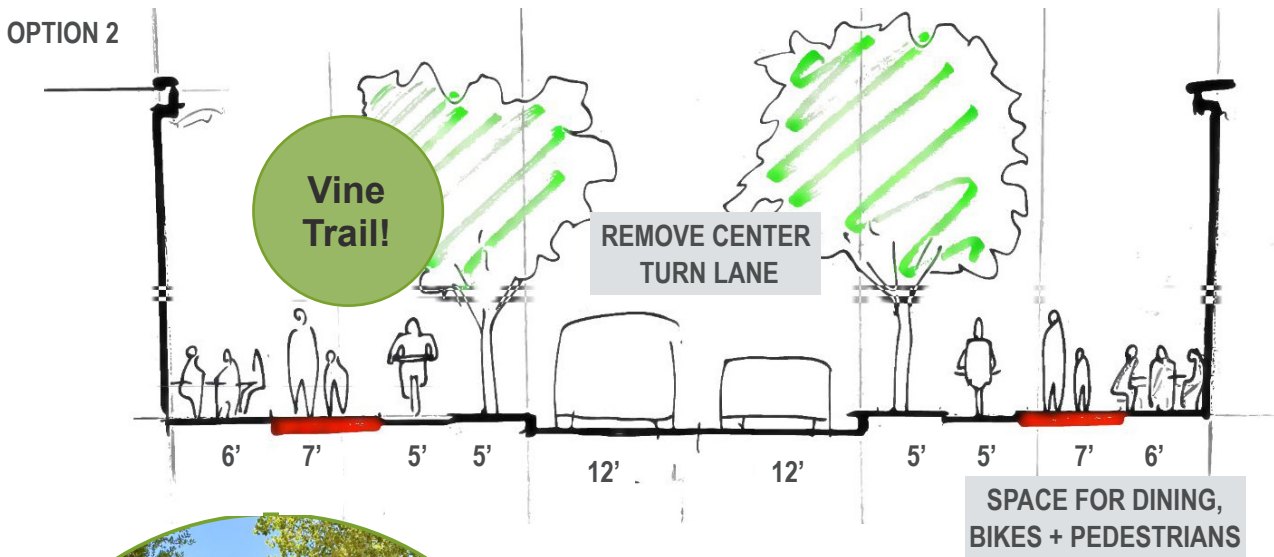 OPTION 2
Vine
Trail!
REMOVE CENTER
TURN LANE
6’ 7’ 5’ 5’ 12’ 12’ 5’ 5’ 7’ 6’
SPACE FOR DINING,
BIKES + PEDESTRIANS